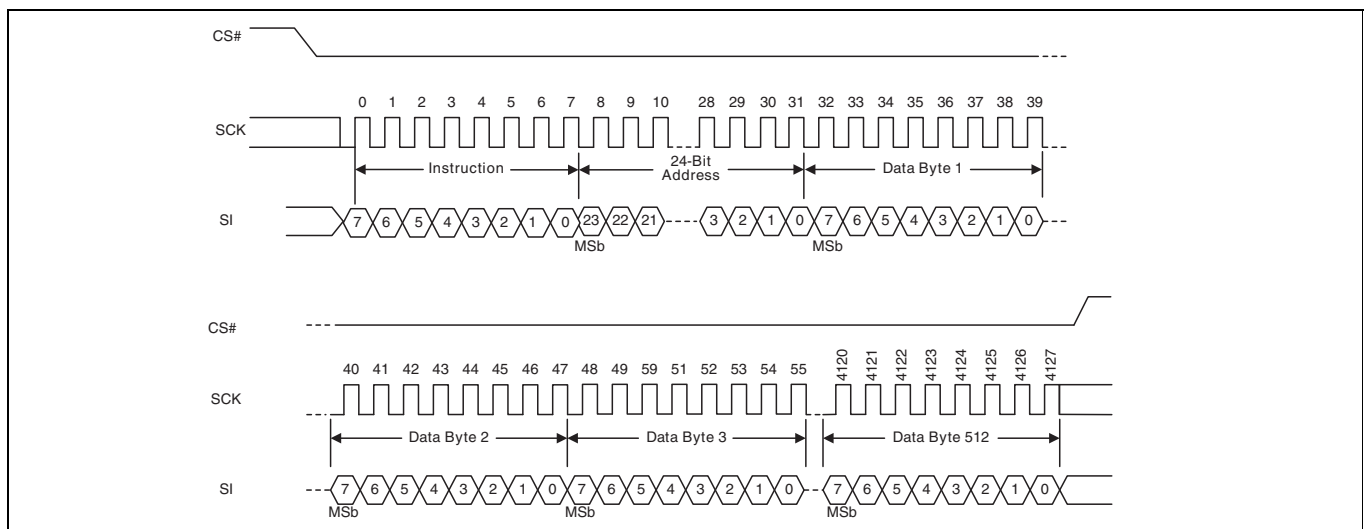 CS#
0 1 2 3 4 5 6 7 8 9 10 28 29 30 31 32 33 34 35 36 37 38 39
SCK
Instruction 24-Bit Address Data Byte 1
SI 7 6 5 4 3 2 1 0 23 22 21 3 2 1 0 7 6 5 4 3 2 1 0
MSb MSb
CS#
40 41 42 43 44 45 46 47 48 49 59 51 52 53 54 55 4120 4121 4122 4123 4124 4125 4126 4127
SCK
Data Byte 2 Data Byte 3 Data Byte 512
SI 7 6 5 4 3 2 1 0 7 6 5 4 3 2 1 0 7 6 5 4 3 2 1 0
MSb MSb MSb